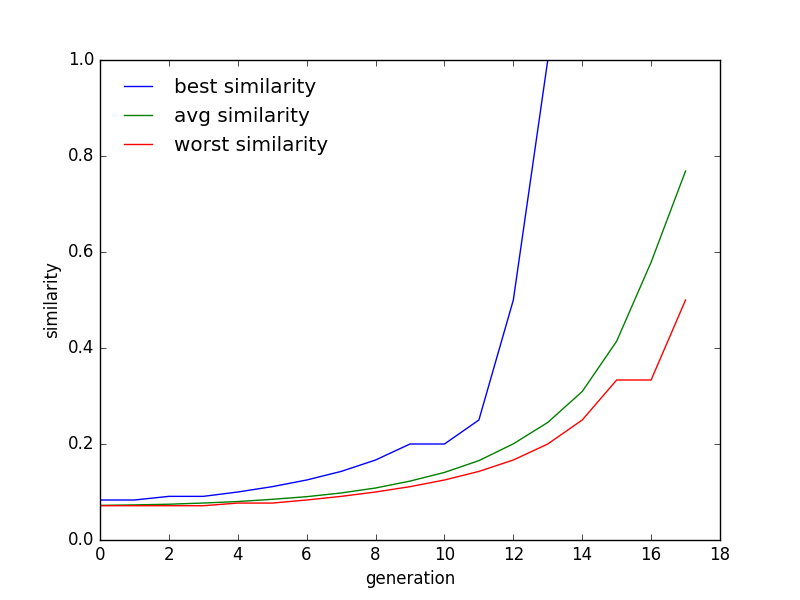 1.0
best similarity
avg similarity
worst similarity
0.8
0.6
similarity
0.4
0.2
0.0
0 2 4 6 8 10 12 14 16 18
generation